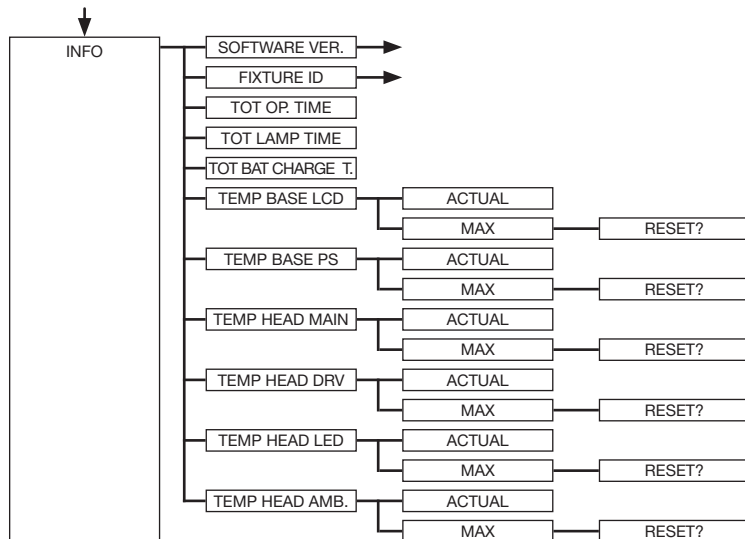 INFO
SOFTWARE VER.
FIXTURE ID
TOT OP. TIME
TOT LAMP TIME
TOT BAT CHARGE T.
TEMP BASE LCD
ACTUAL
MAX
RESET?
TEMP BASE PS
ACTUAL
MAX
RESET?
TEMP HEAD MAIN
ACTUAL
MAX
RESET?
TEMP HEAD DRV
ACTUAL
MAX
RESET?
TEMP HEAD LED
ACTUAL
MAX
RESET?
TEMP HEAD AMB.
ACTUAL
MAX
RESET?